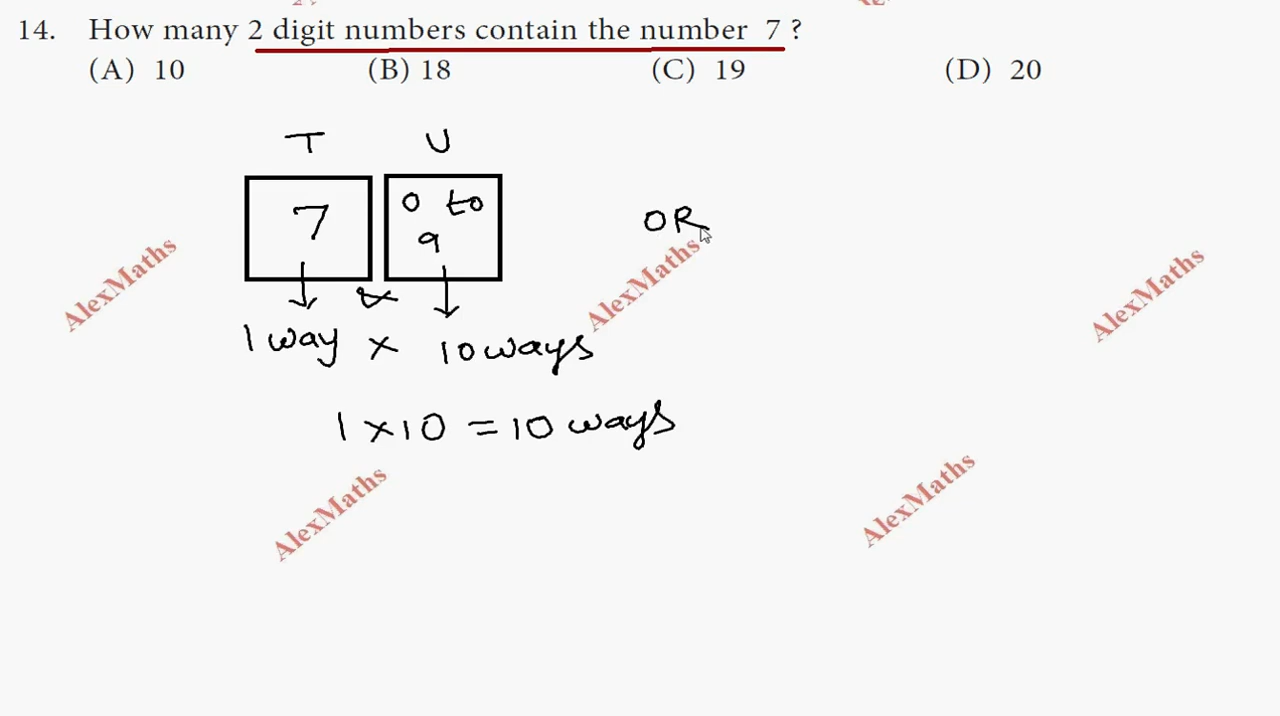 14. How many 2 digit numbers contain the number 7 ?
(A) 10 (B) 18 (C) 19 (D) 20
T U
7 0 to 9 OR
&
1 way × 10 ways
1 × 10 = 10 ways
AlexMaths
AlexMaths
AlexMaths
AlexMaths
AlexMaths